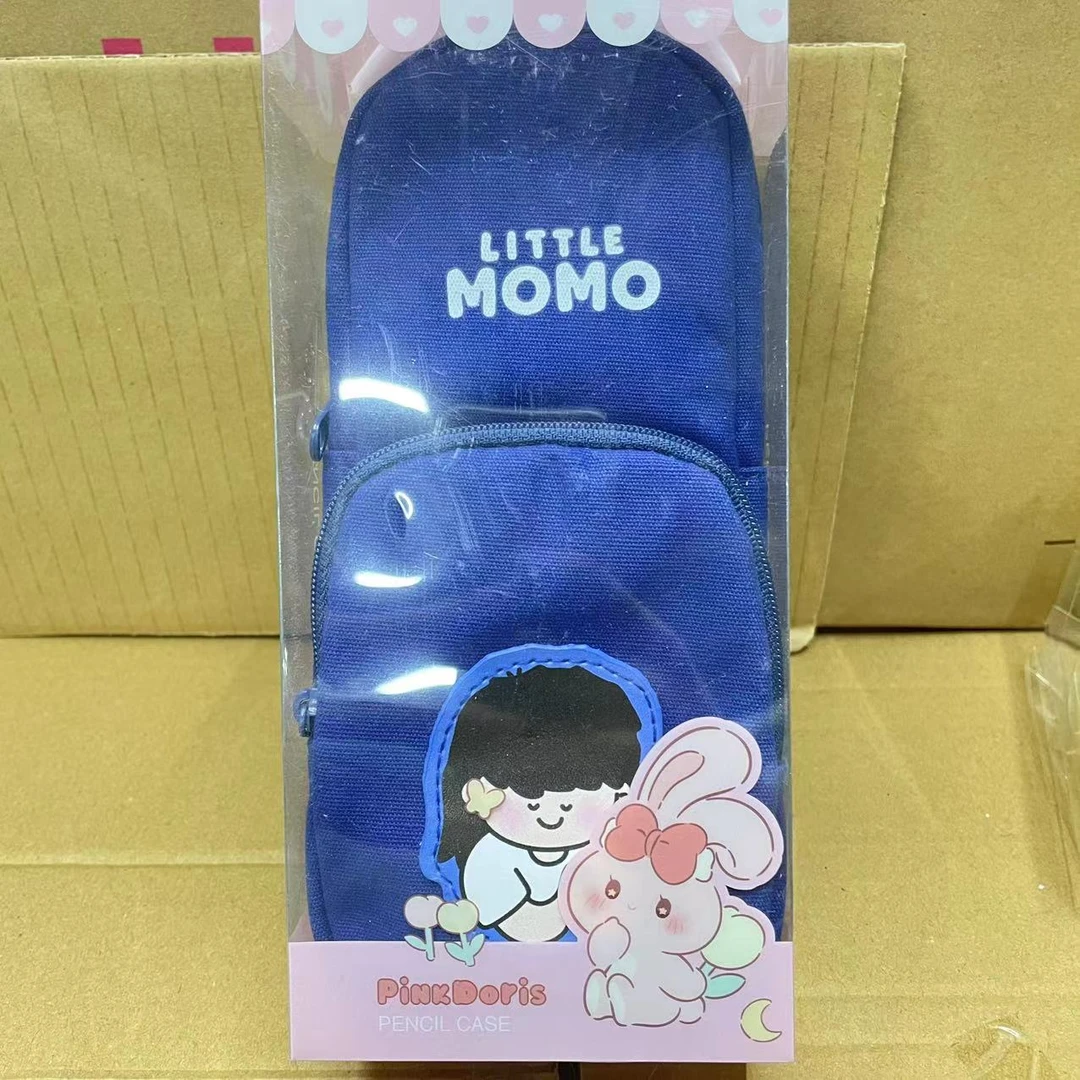 LITTLE
MOMO
PinkDoris
PENCIL CASE